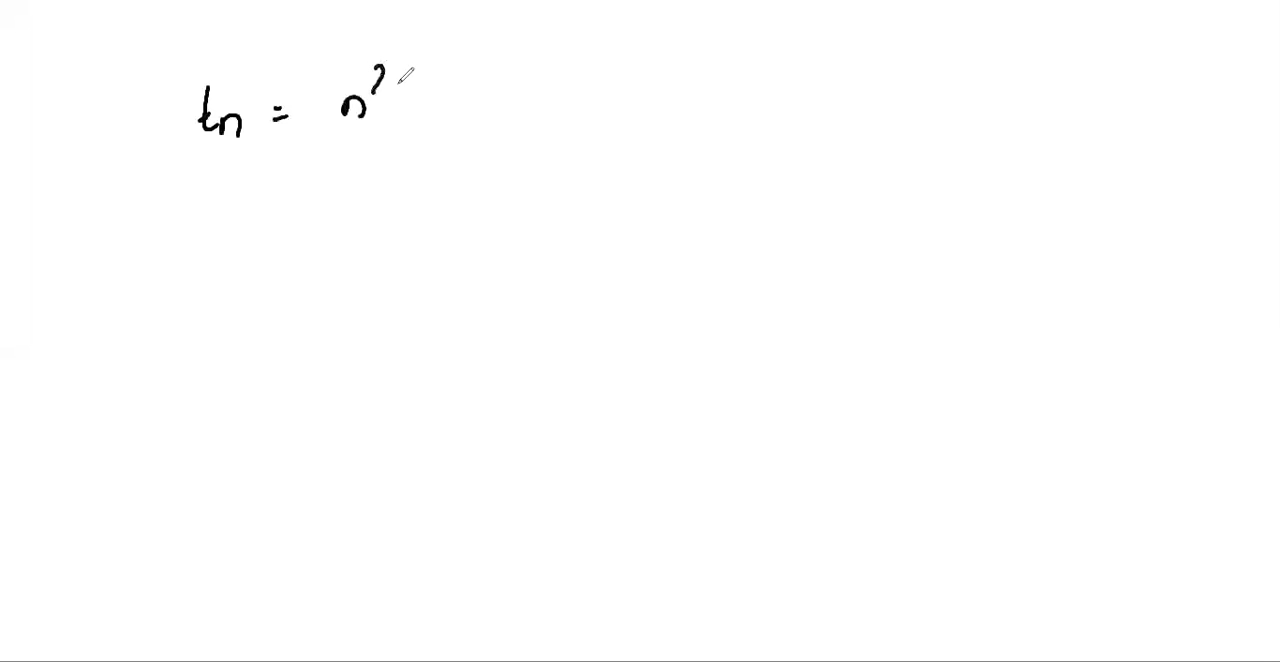 tn = n²